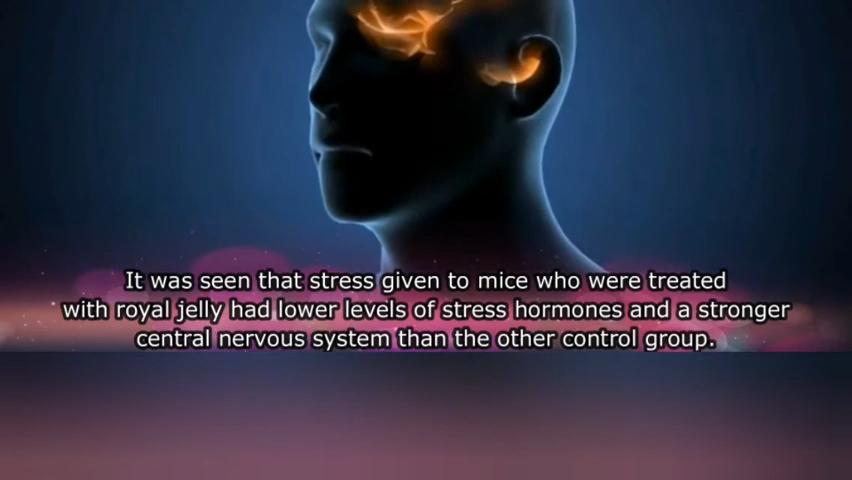 It was seen that stress given to mice who were treated
with royal jelly had lower levels of stress hormones and a stronger
central nervous system than the other control group.